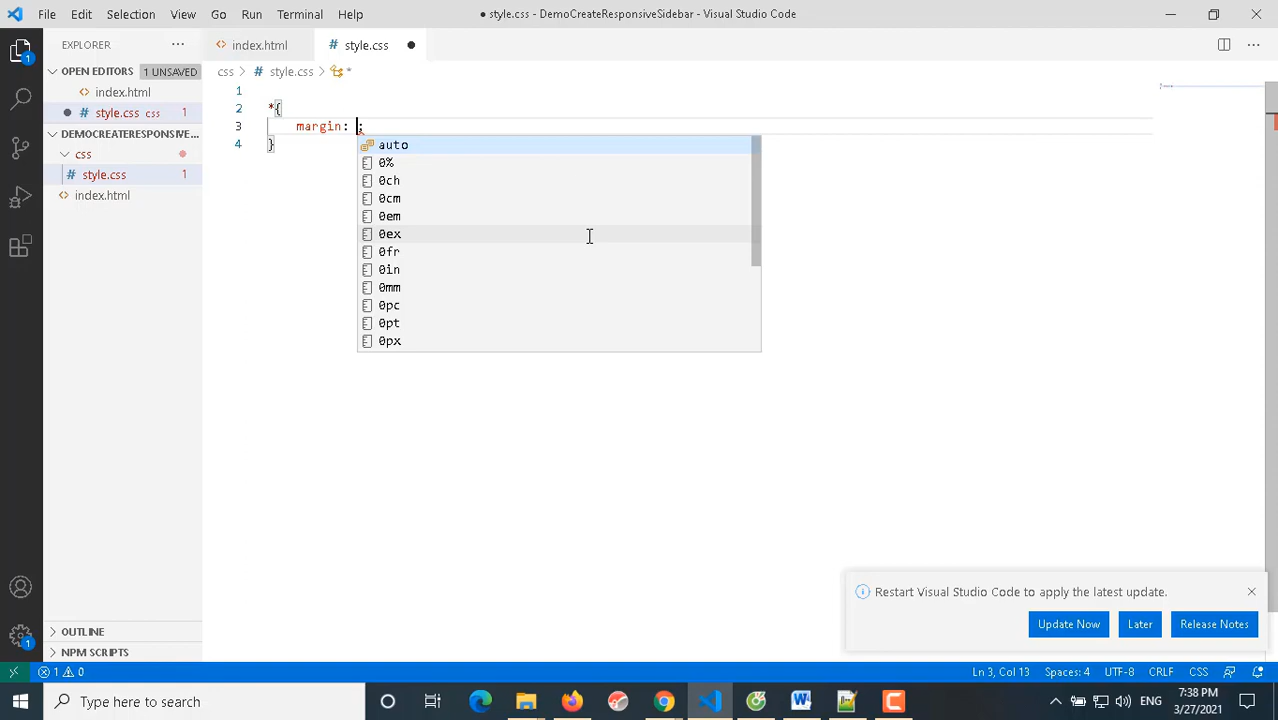 File Edit Selection View Go Run Terminal Help
● style.css - DemoCreateResponsiveSidebar - Visual Studio Code
EXPLORER ···
index.html
style.css
OPEN EDITORS 1 UNSAVED
index.html
style.css css 1
DEMOCREATERESPONSIVE...
css
style.css 1
index.html
OUTLINE
NPM SCRIPTS
css > style.css > *
1
2 *{
3 margin: ;
4 }
auto
0%
0ch
0cm
0em
0ex
0fr
0in
0mm
0pc
0pt
0px
Restart Visual Studio Code to apply the latest update.
Update Now Later Release Notes
1 0 Ln 3, Col 13 Spaces: 4 UTF-8 CRLF CSS
Type here to search
ENG
7:38 PM
3/27/2021